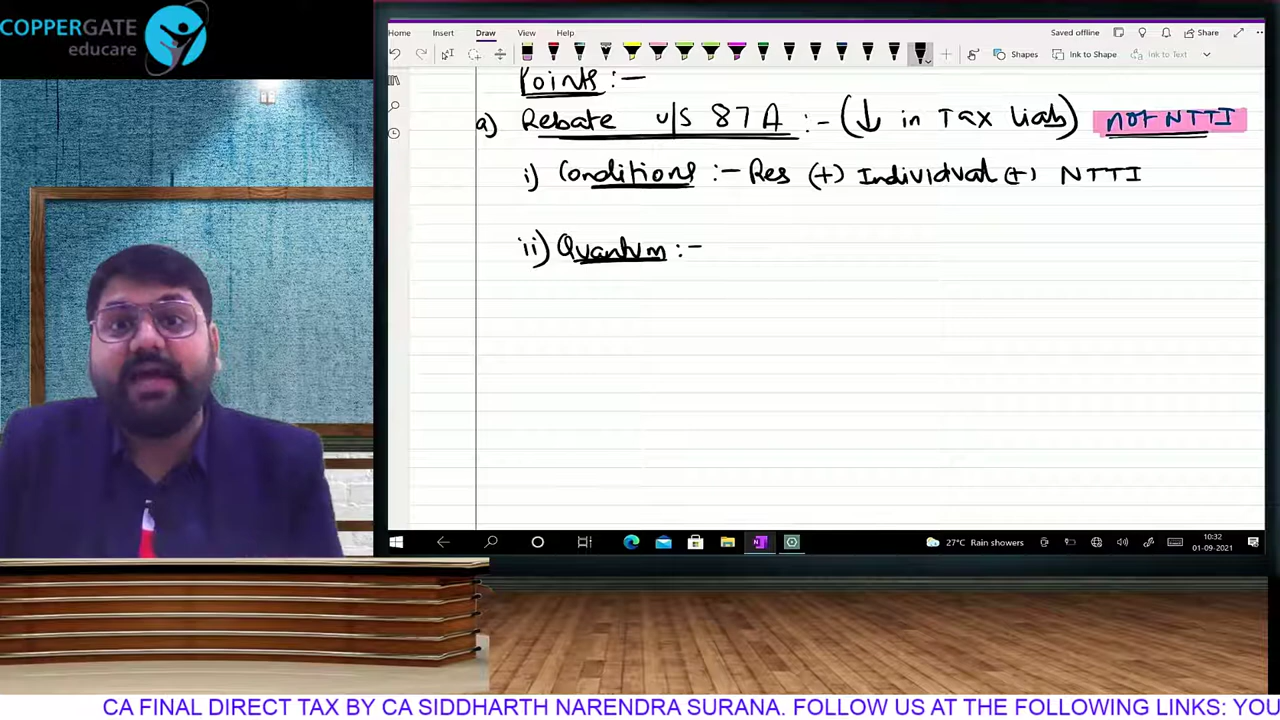 COPPERGATE
educare
Home Insert Draw View Help
Saved offline Share
Shapes Ink to Shape Ink to Text
Points :-
a) Rebate u/s 87A :- (↓ in Tax liab) not NTTI
i) Conditions :- Res (+) Individual (+) NTTI
ii) Quantum :-
27°C Rain showers
10:32
01-09-2021
CA FINAL DIRECT TAX BY CA SIDDHARTH NARENDRA SURANA. FOLLOW US AT THE FOLLOWING LINKS: YOU